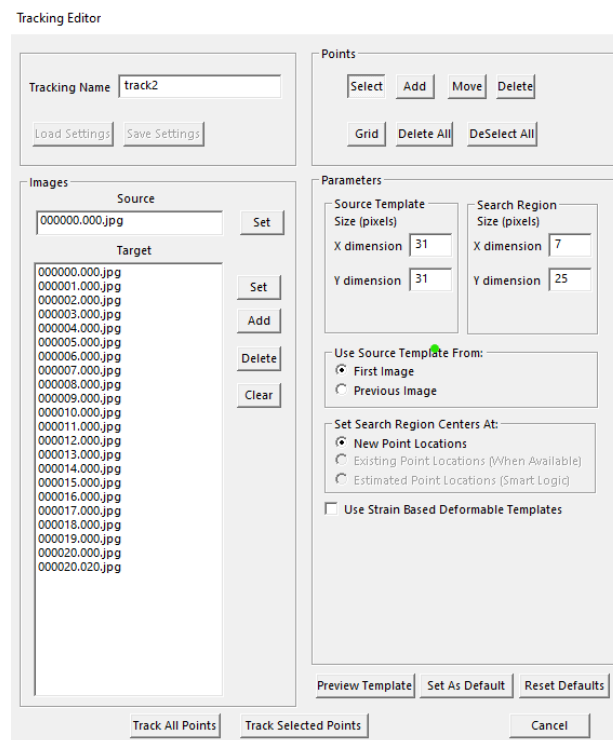 Tracking Editor
Tracking Name track2
Load Settings Save Settings
Points
Select Add Move Delete
Grid Delete All DeSelect All
Images
Source
000000.000.jpg Set
Target
000000.000.jpg
000001.000.jpg
000002.000.jpg
000003.000.jpg
000004.000.jpg
000005.000.jpg
000006.000.jpg
000007.000.jpg
000008.000.jpg
000009.000.jpg
000010.000.jpg
000011.000.jpg
000012.000.jpg
000013.000.jpg
000014.000.jpg
000015.000.jpg
000016.000.jpg
000017.000.jpg
000018.000.jpg
000019.000.jpg
000020.000.jpg
000020.020.jpg
Set
Add
Delete
Clear
Parameters
Source Template
Size (pixels)
X dimension 31
Y dimension 31
Search Region
Size (pixels)
X dimension 7
Y dimension 25
Use Source Template From:
First Image
Previous Image
Set Search Region Centers At:
New Point Locations
Existing Point Locations (When Available)
Estimated Point Locations (Smart Logic)
Use Strain Based Deformable Templates
Preview Template Set As Default Reset Defaults
Track All Points Track Selected Points Cancel